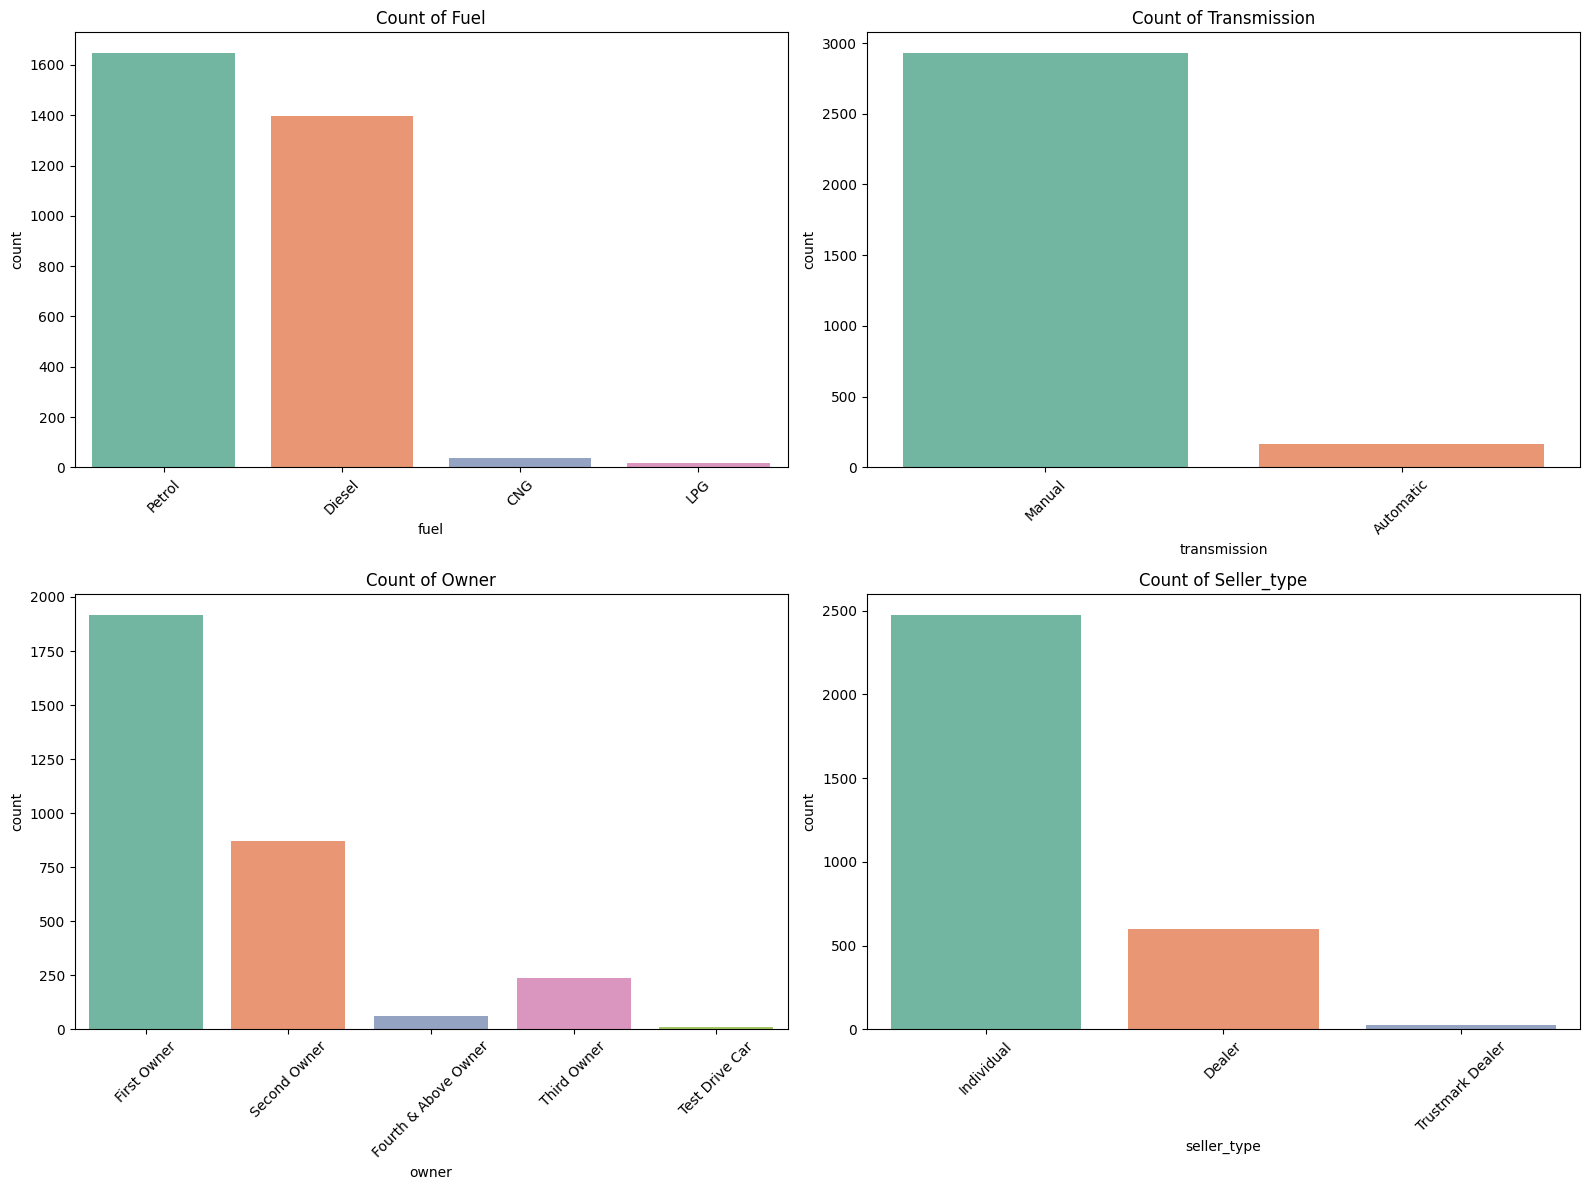 Count of Fuel
1600
1400
1200
1000
800
600
400
200
0
count
Petrol
Diesel
CNG
LPG
fuel
Count of Transmission
3000
2500
2000
1500
1000
500
0
count
Manual
Automatic
transmission
Count of Owner
2000
1750
1500
1250
1000
750
500
250
0
count
First Owner
Second Owner
Fourth & Above Owner
Third Owner
Test Drive Car
owner
Count of Seller_type
2500
2000
1500
1000
500
0
count
Individual
Dealer
Trustmark Dealer
seller_type